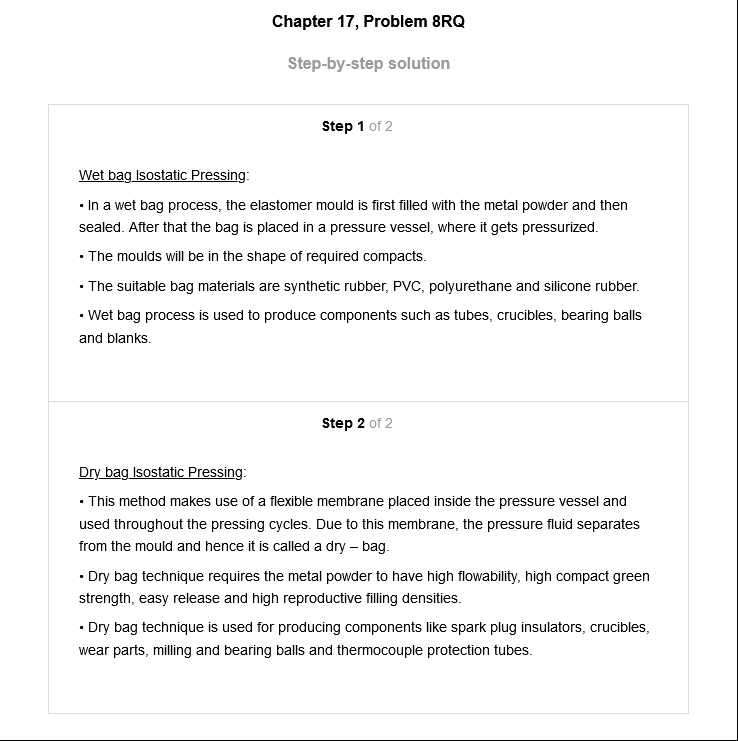 Chapter 17, Problem 8RQ
Step-by-step solution
Step 1 of 2
Wet bag Isostatic Pressing:
• In a wet bag process, the elastomer mould is first filled with the metal powder and then
sealed. After that the bag is placed in a pressure vessel, where it gets pressurized.
• The moulds will be in the shape of required compacts.
• The suitable bag materials are synthetic rubber, PVC, polyurethane and silicone rubber.
• Wet bag process is used to produce components such as tubes, crucibles, bearing balls
and blanks.
Step 2 of 2
Dry bag Isostatic Pressing:
• This method makes use of a flexible membrane placed inside the pressure vessel and
used throughout the pressing cycles. Due to this membrane, the pressure fluid separates
from the mould and hence it is called a dry – bag.
• Dry bag technique requires the metal powder to have high flowability, high compact green
strength, easy release and high reproductive filling densities.
• Dry bag technique is used for producing components like spark plug insulators, crucibles,
wear parts, milling and bearing balls and thermocouple protection tubes.